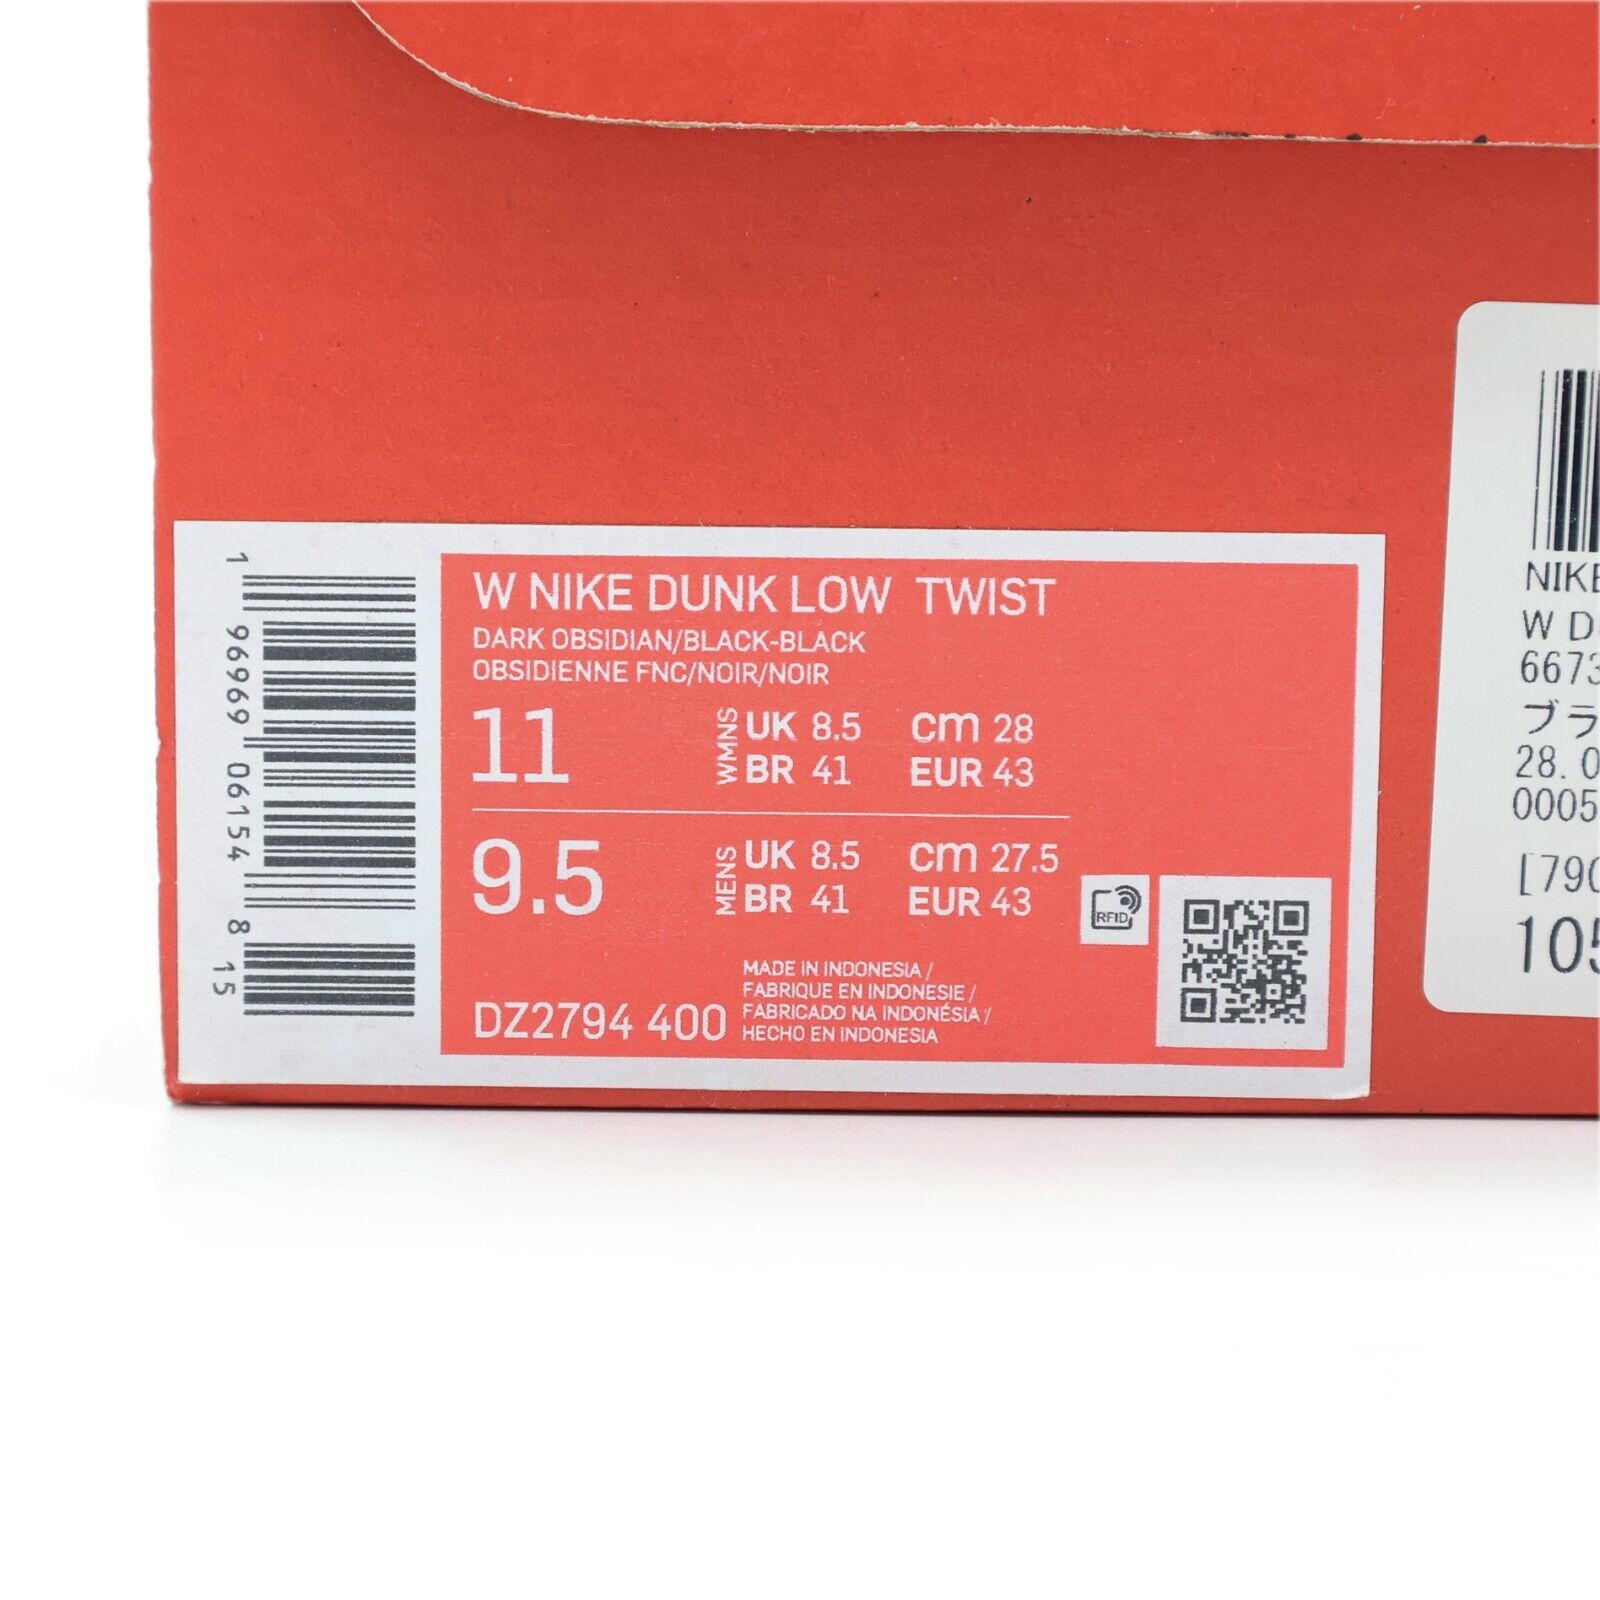 W NIKE DUNK LOW TWIST
DARK OBSIDIAN/BLACK-BLACK
OBSIDIENNE FNC/NOIR/NOIR
11
WMNS
UK 8.5 cm 28
BR 41 EUR 43
9.5
MENS
UK 8.5 cm 27.5
BR 41 EUR 43
DZ2794 400
MADE IN INDONESIA /
FABRIQUE EN INDONESIE /
FABRICADO NA INDONÉSIA /
HECHO EN INDONESIA
RFID
1 96969 06154 8
15
NIKE
W D
6673
ブラ
28.0
0005
[790
105